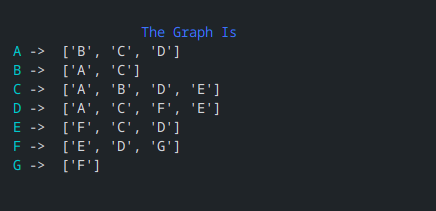 The Graph Is
A -> ['B', 'C', 'D']
B -> ['A', 'C']
C -> ['A', 'B', 'D', 'E']
D -> ['A', 'C', 'F', 'E']
E -> ['F', 'C', 'D']
F -> ['E', 'D', 'G']
G -> ['F']